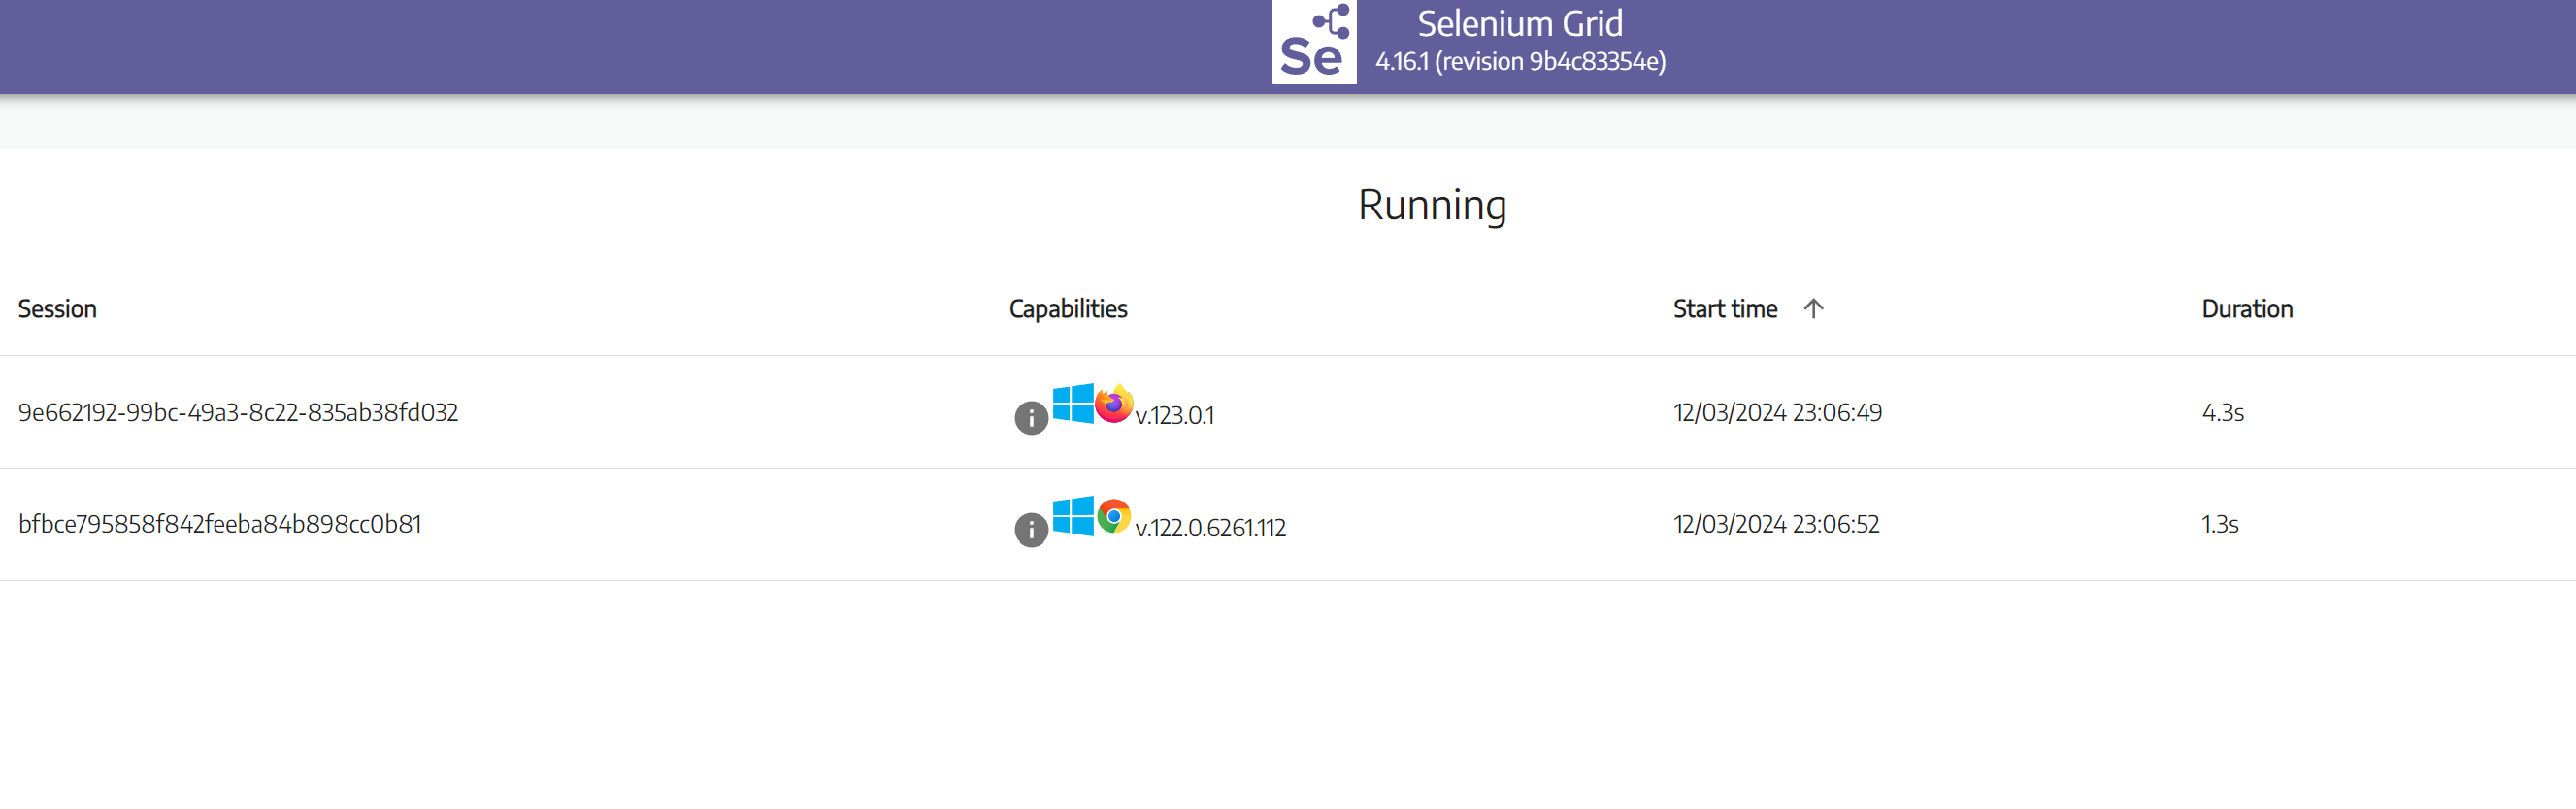 Se
Selenium Grid
4.16.1 (revision 9b4c83354e)
Running
Session Capabilities Start time Duration
9e662192-99bc-49a3-8c22-835ab38fd032 v.123.0.1 12/03/2024 23:06:49 4.3s
bfbce795858f842feeba84b898cc0b81 v.122.0.6261.112 12/03/2024 23:06:52 1.3s